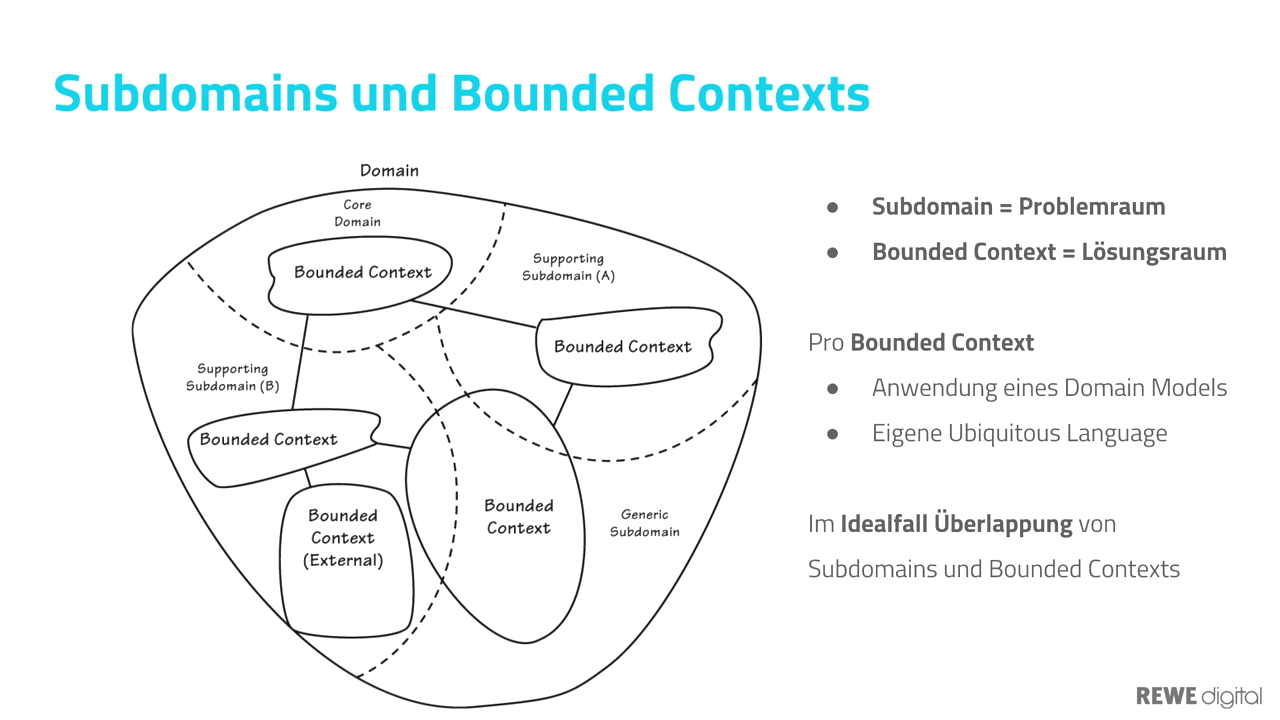 Subdomains und Bounded Contexts
Domain
Core
Domain
Bounded Context
Supporting
Subdomain (A)
Bounded Context
Supporting
Subdomain (B)
Bounded Context
Bounded
Context
(External)
Bounded
Context
Generic
Subdomain
● Subdomain = Problemraum
● Bounded Context = Lösungsraum
Pro Bounded Context
● Anwendung eines Domain Models
● Eigene Ubiquitous Language
Im Idealfall Überlappung von
Subdomains und Bounded Contexts
REWE digital